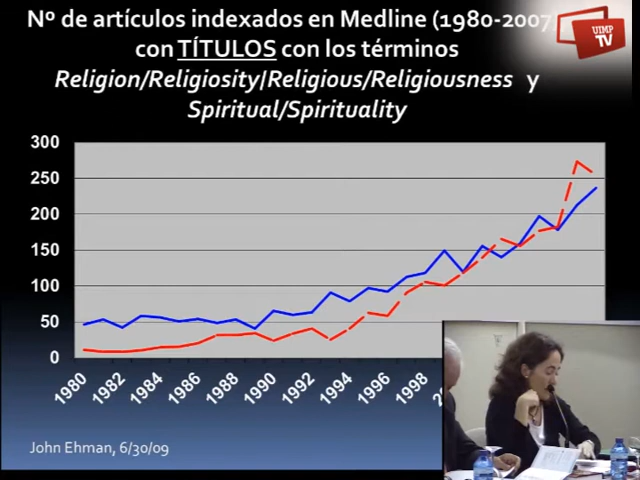 Nº de artículos indexados en Medline (1980-2007
con TÍTULOS con los términos
Religion/Religiosity/Religious/Religiousness y
Spiritual/Spirituality
UIMP
TV
300
250
200
150
100
50
0
1980
1982
1984
1986
1988
1990
1992
1994
1996
1998
John Ehman, 6/30/09